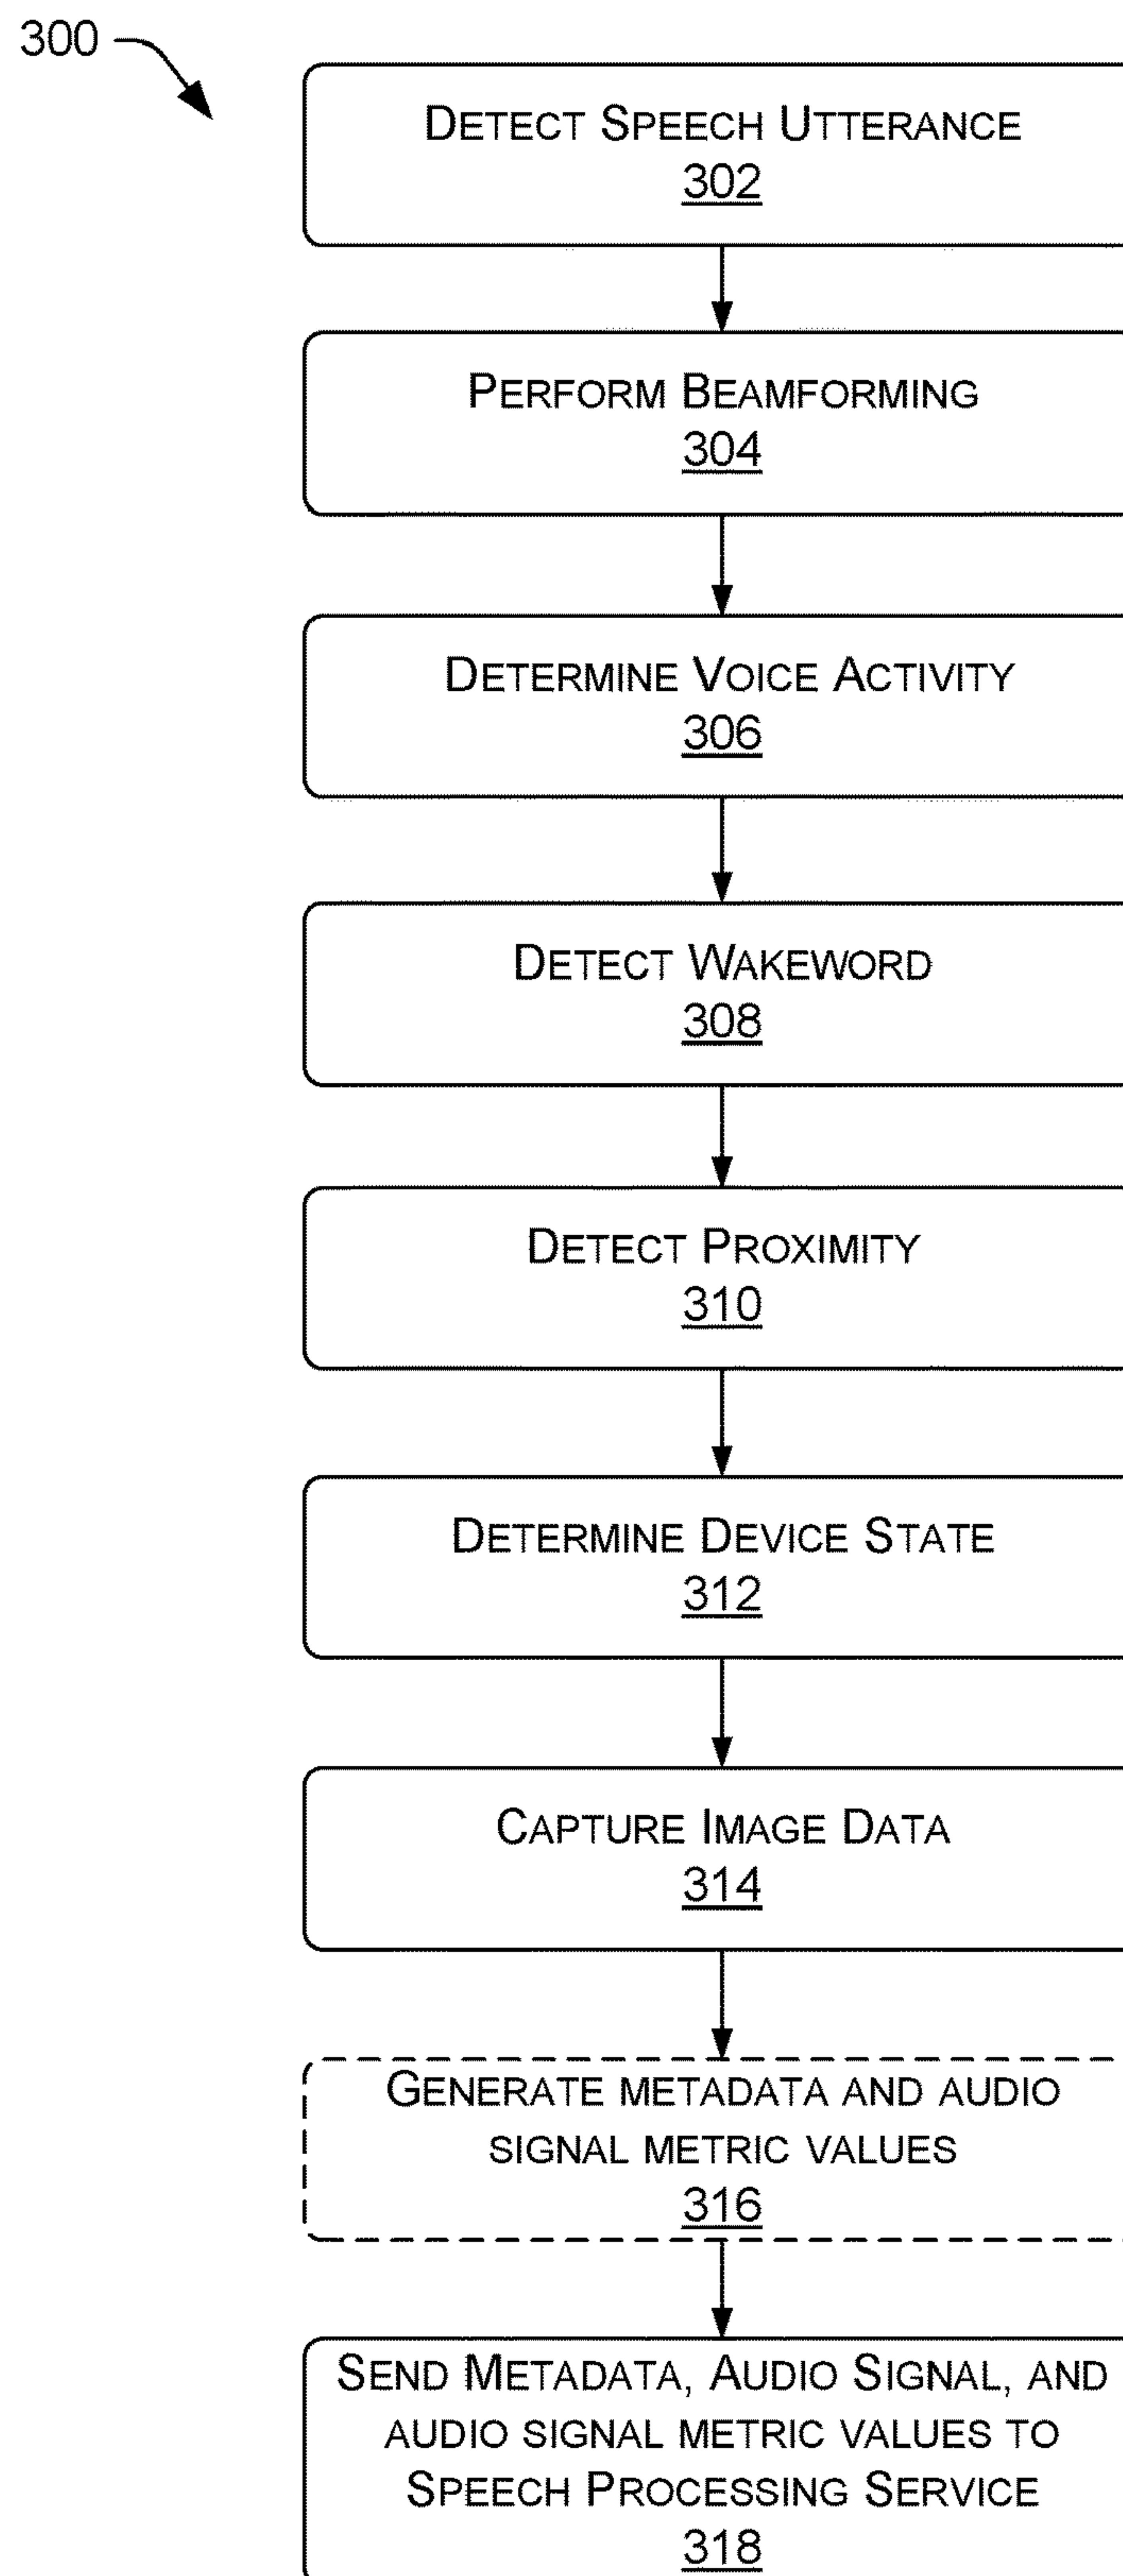 300
DETECT SPEECH UTTERANCE
302
PERFORM BEAMFORMING
304
DETERMINE VOICE ACTIVITY
306
DETECT WAKEWORD
308
DETECT PROXIMITY
310
DETERMINE DEVICE STATE
312
CAPTURE IMAGE DATA
314
GENERATE METADATA AND AUDIO
SIGNAL METRIC VALUES
316
SEND METADATA, AUDIO SIGNAL, AND
AUDIO SIGNAL METRIC VALUES TO
SPEECH PROCESSING SERVICE
318